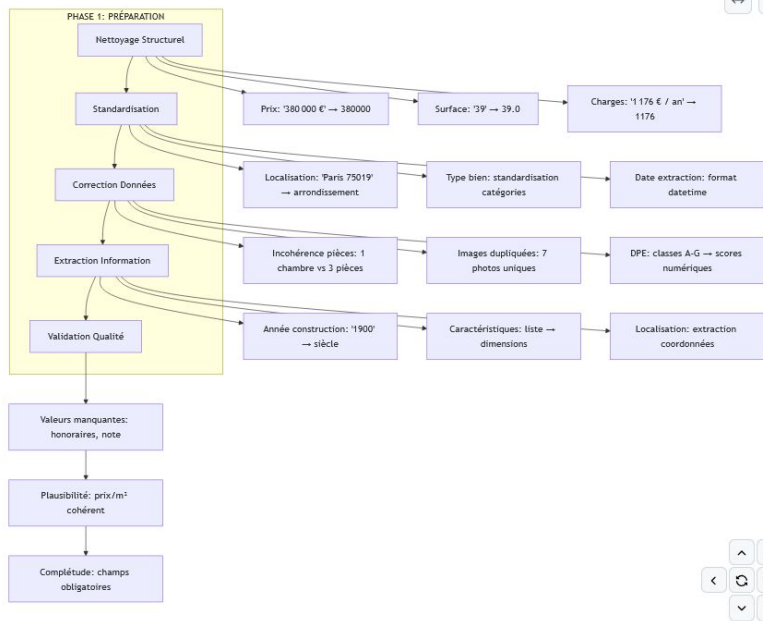 PHASE 1: PRÉPARATION
Nettoyage Structurel
Prix: '380 000 €' → 380000
Surface: '39' → 39.0
Charges: '1 176 € / an' →
1176
Standardisation
Localisation: 'Paris 75019'
→ arrondissement
Type bien: standardisation
catégories
Date extraction: format
datetime
Correction Données
Incohérence pièces: 1
chambre vs 3 pièces
Images dupliquées: 7
photos uniques
DPE: classes A-G → scores
numériques
Extraction Information
Année construction: '1900'
→ siècle
Caractéristiques: liste →
dimensions
Localisation: extraction
coordonnées
Validation Qualité
Valeurs manquantes:
honoraires, note
Plausibilité: prix/m²
cohérent
Complétude: champs
obligatoires